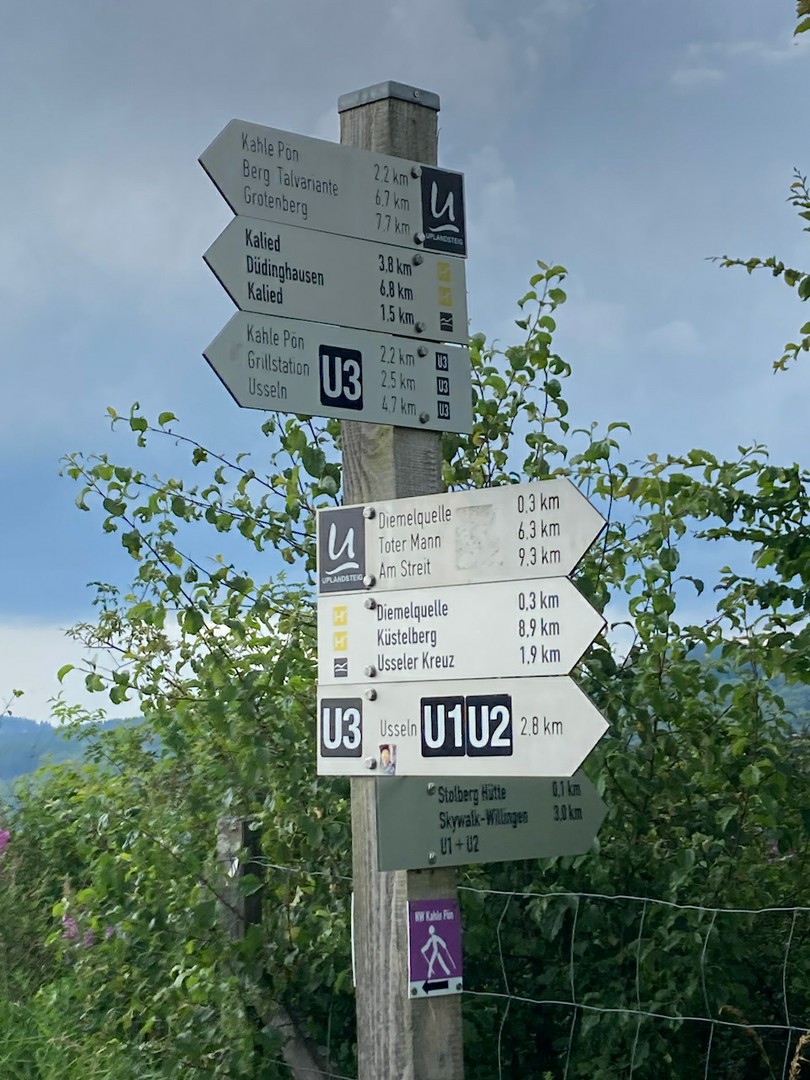 Kahle Pön 2.2 km
Berg Talvariante 6.7 km
Grotenberg 7.7 km
U
UPLANDSTEIG
Kalied 3.8 km
Düdinghausen 6.8 km
Kalied 1.5 km
Kahle Pön 2.2 km U3
Grillstation 2.5 km U3
Usseln 4.7 km U3
U3
U
UPLANDSTEIG
Diemelquelle 0.3 km
Toter Mann 6.3 km
Am Streit 9.3 km
H Diemelquelle 0.3 km
H Küstelberg 8.9 km
Usseler Kreuz 1.9 km
U3 Usseln U1 U2 2.8 km
Stolberg Hütte 0,1 km
Skywalk-Willingen 3,0 km
U1 + U2
NW Kahle Pön